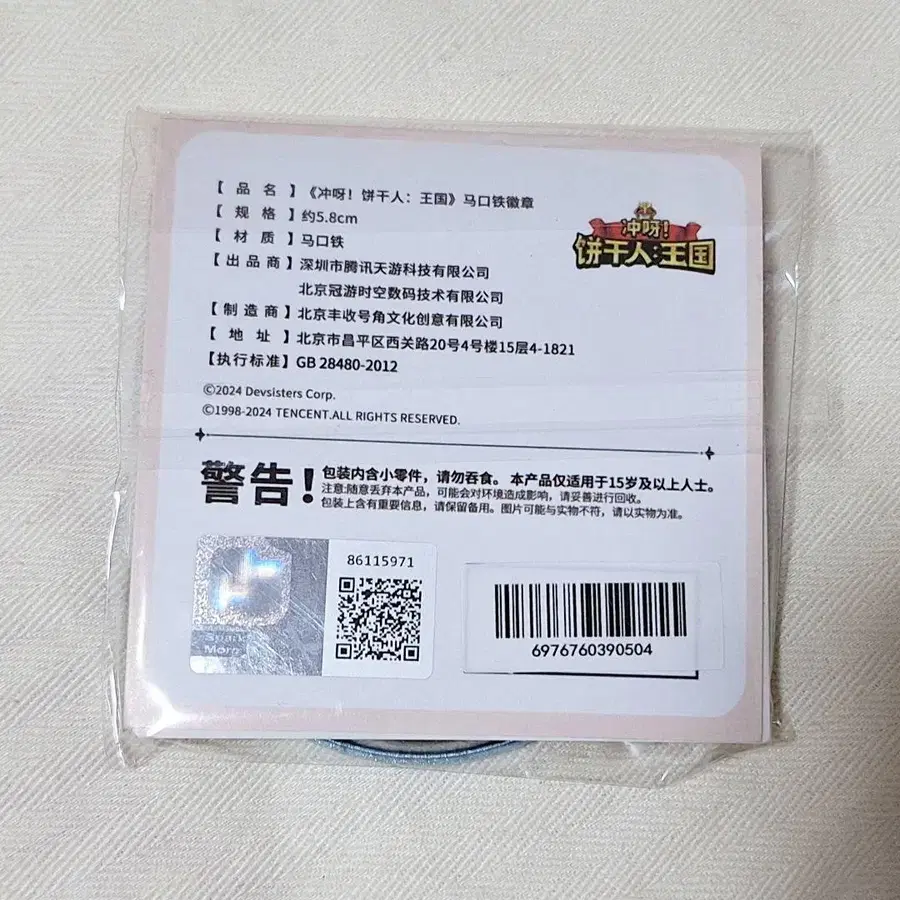 【品名】《冲呀！饼干人：王国》马口铁徽章
【规格】约5.8cm
【材质】马口铁
【出品商】深圳市腾讯天游科技有限公司
北京冠游时空数码技术有限公司
【制造商】北京丰收号角文化创意有限公司
【地址】北京市昌平区西关路20号4号楼15层4-1821
【执行标准】GB 28480-2012
©2024 Devsisters Corp.
©1998-2024 TENCENT.ALL RIGHTS RESERVED.
冲呀！
饼干人:王国
警告！
包装内含小零件，请勿吞食。本产品仅适用于15岁及以上人士。
注意:随意丢弃本产品，可能会对环境造成影响，请妥善进行回收。
包装上含有重要信息，请保留备用。图片可能与实物不符，请以实物为准。
Spark
More
86115971
6976760390504